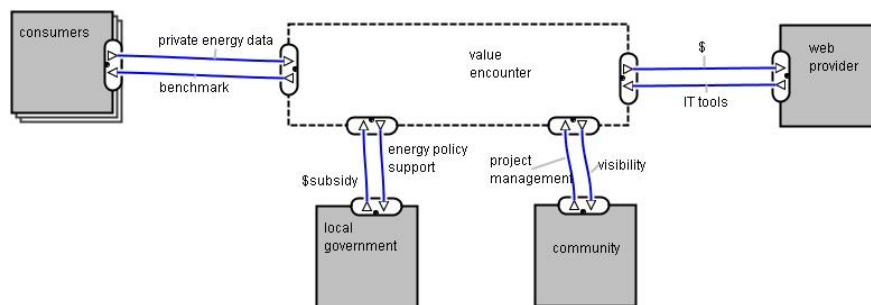 consumers
private energy data
benchmark
value
encounter
$
IT tools
web
provider
$subsidy
energy policy
support
project
management
visibility
local
government
community